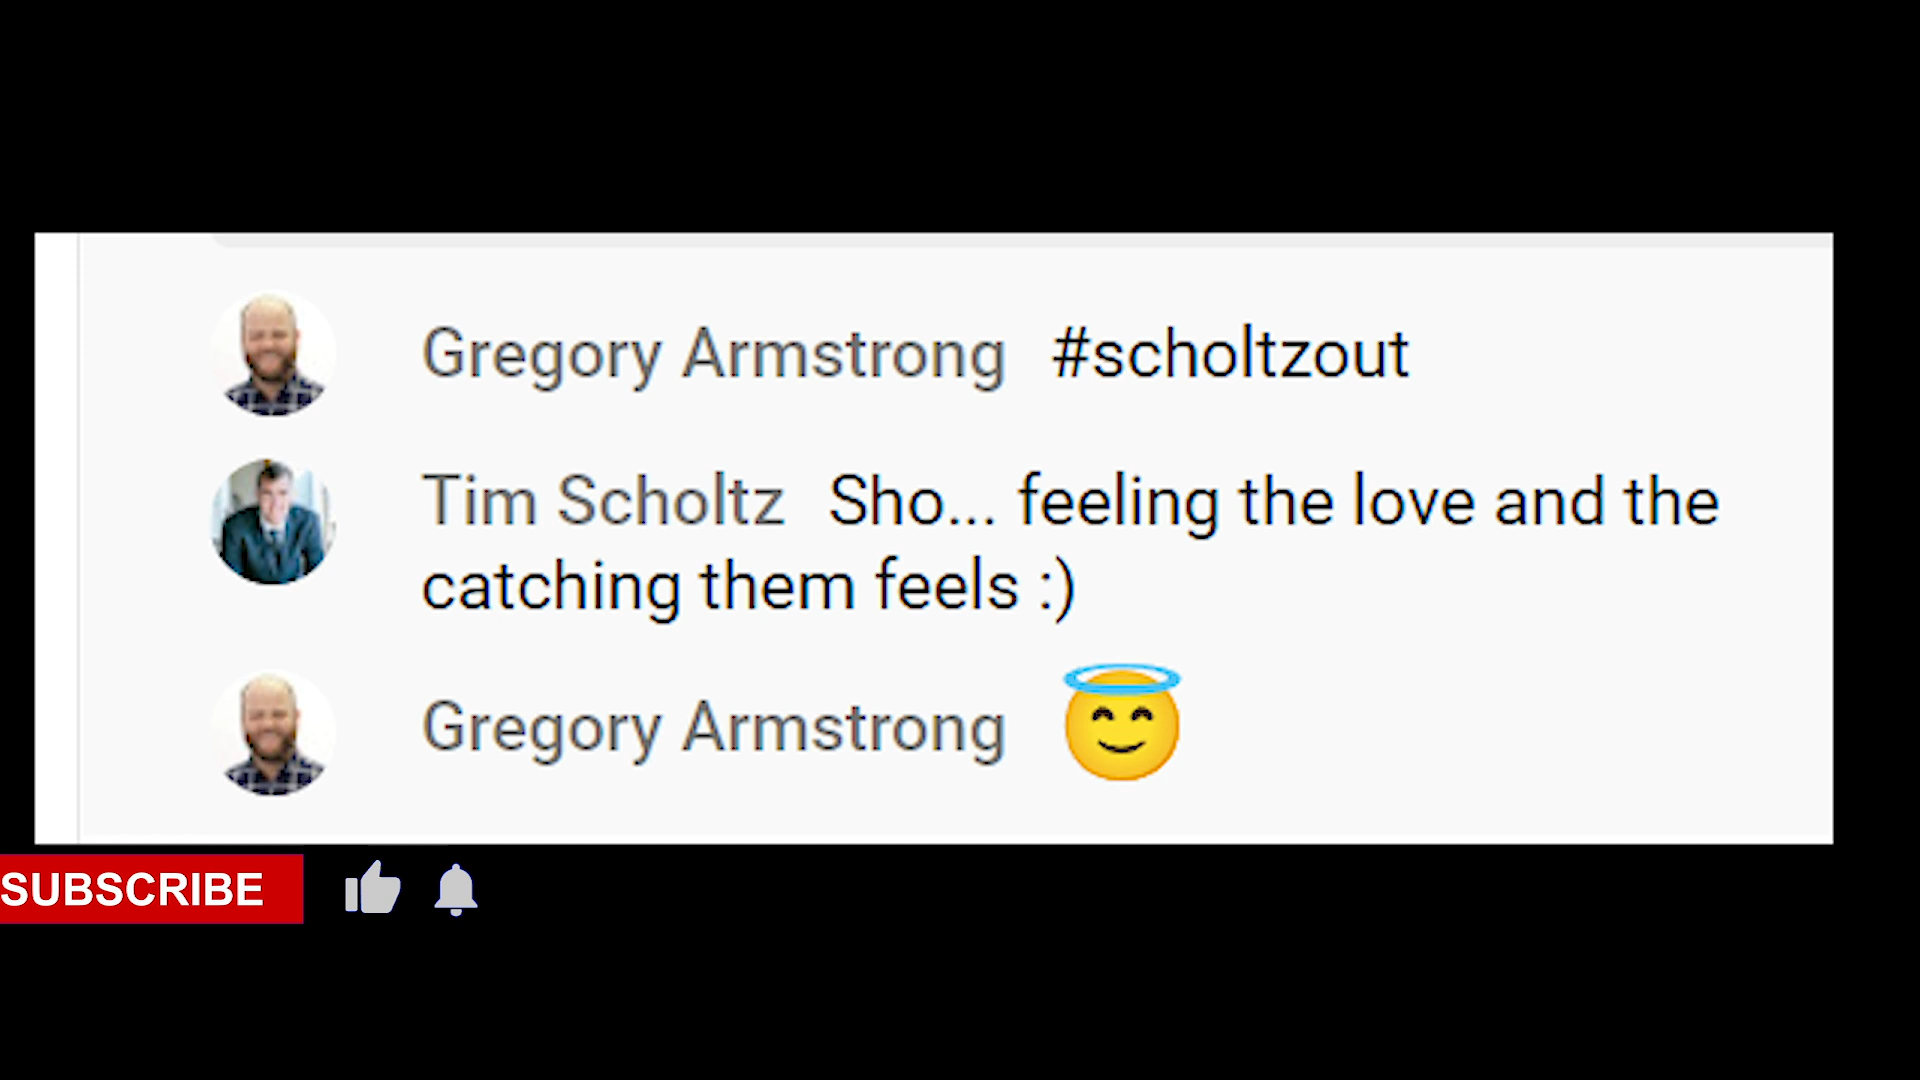 Gregory Armstrong #scholtzout
Tim Scholtz Sho... feeling the love and the
catching them feels :)
Gregory Armstrong 😇
SUBSCRIBE